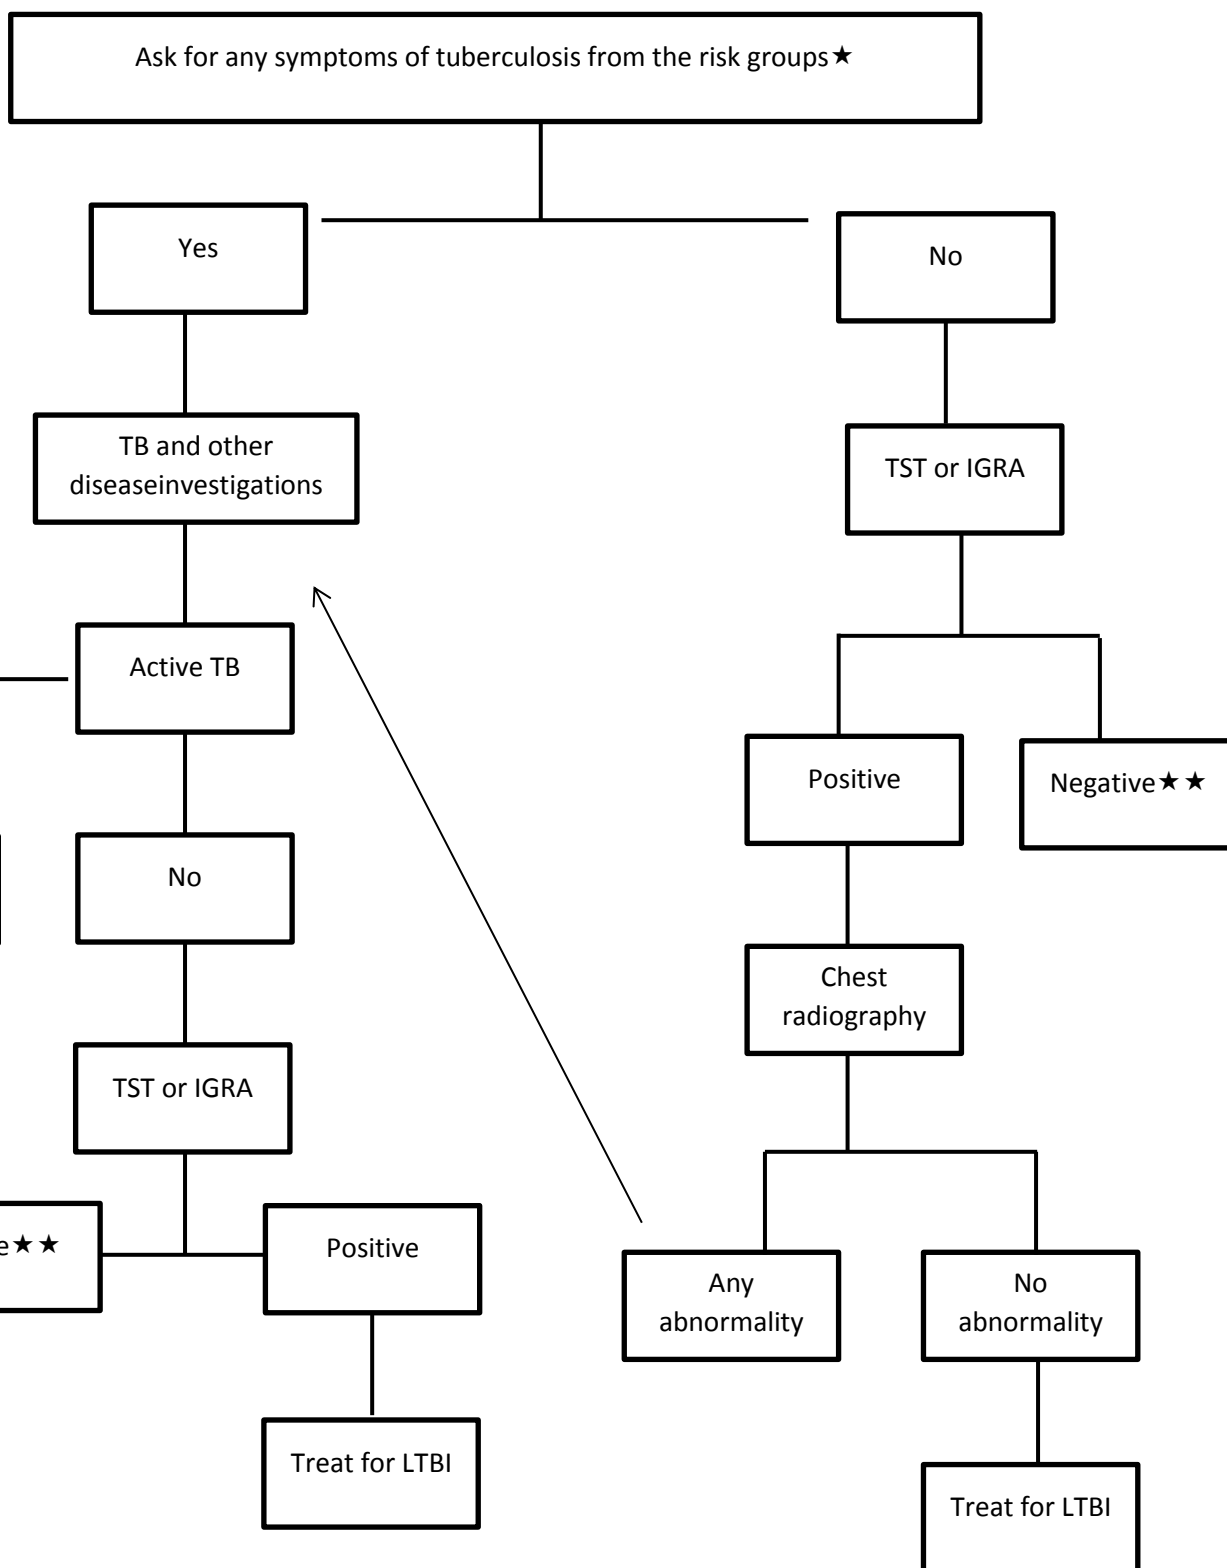 Ask for any symptoms of tuberculosis from the risk groups★
Yes
No
TB and other
diseaseinvestigations
TST or IGRA
Active TB
Positive
Negative★★
No
Chest
radiography
TST or IGRA
e★★
Positive
Any
abnormality
No
abnormality
Treat for LTBI
Treat for LTBI